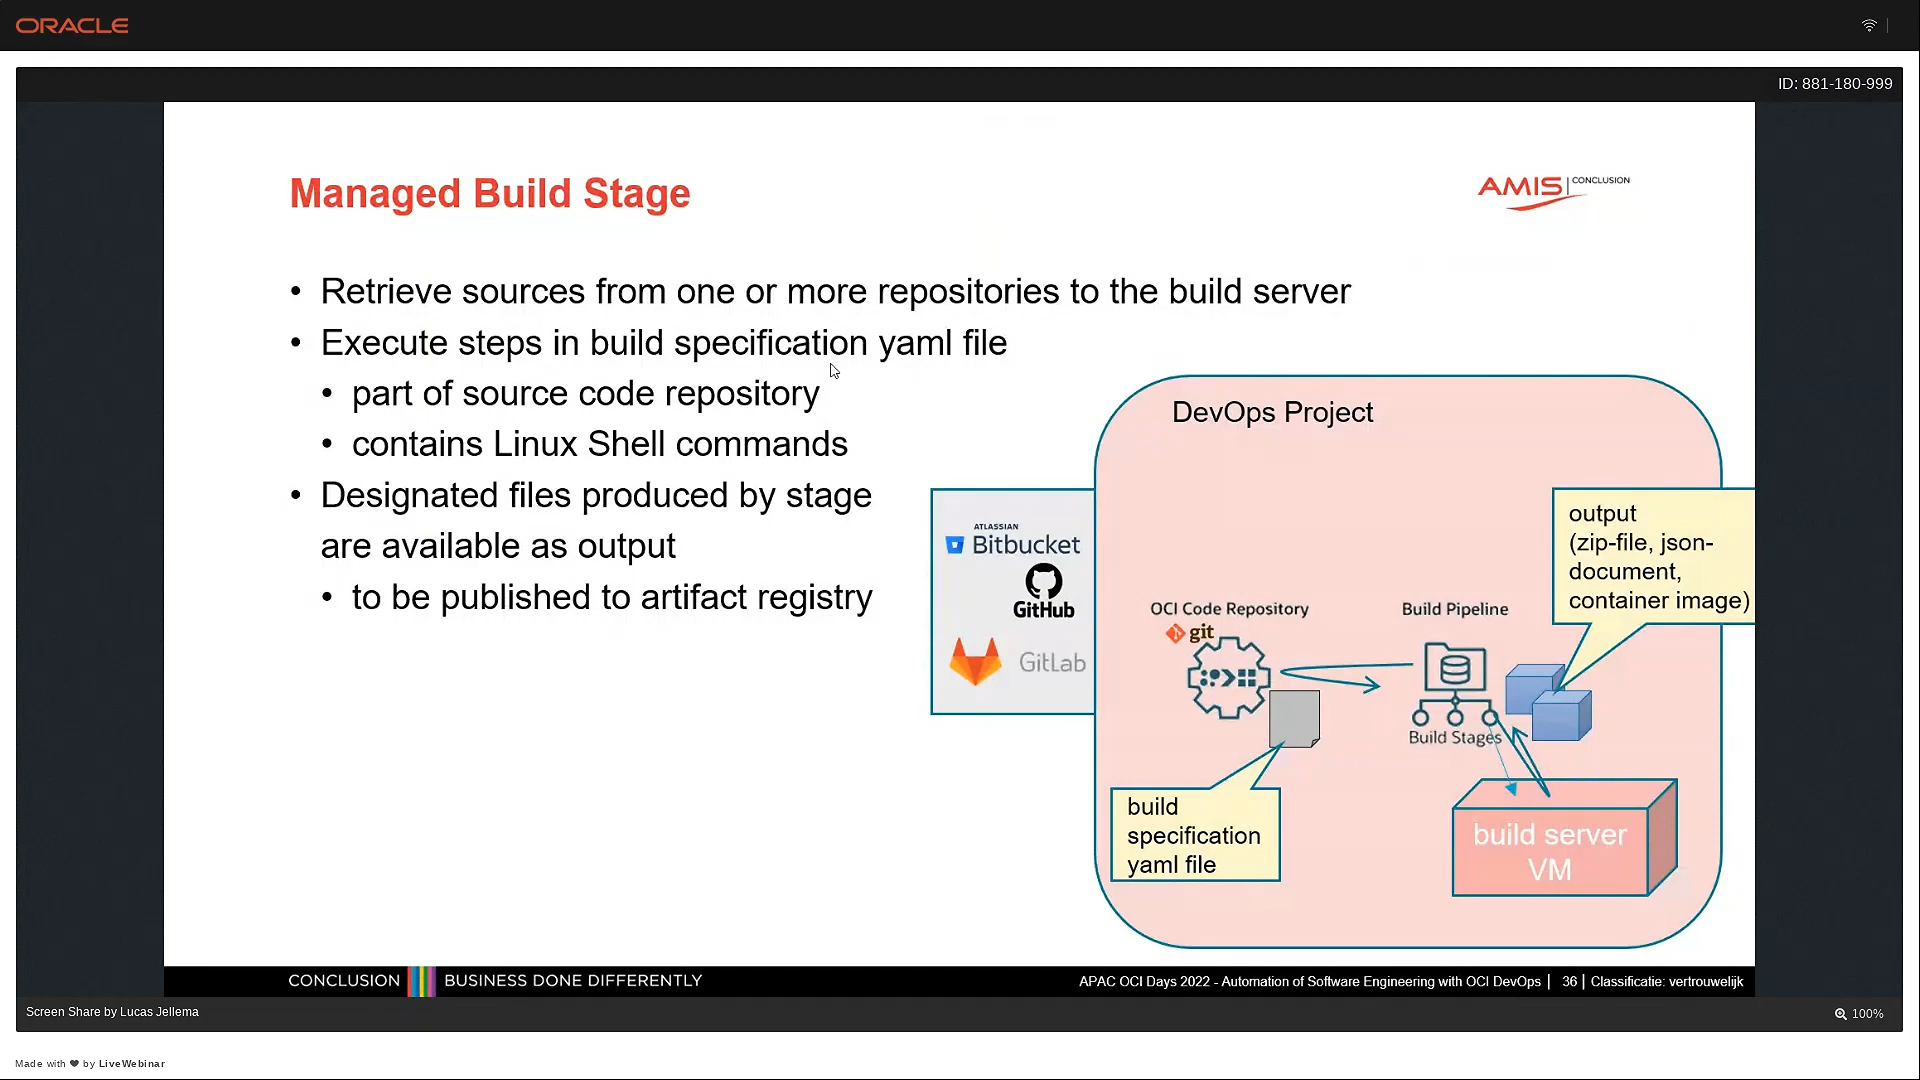 ORACLE
ID: 881-180-999
Managed Build Stage
AMIS | CONCLUSION
• Retrieve sources from one or more repositories to the build server
• Execute steps in build specification yaml file
• part of source code repository
• contains Linux Shell commands
• Designated files produced by stage
are available as output
• to be published to artifact registry
DevOps Project
ATLASSIAN
Bitbucket
GitHub
GitLab
OCI Code Repository
git
Build Pipeline
Build Stages
output
(zip-file, json-
document,
container image)
build
specification
yaml file
build server
VM
CONCLUSION BUSINESS DONE DIFFERENTLY
APAC OCI Days 2022 - Automation of Software Engineering with OCI DevOps | 36 | Classificatie: vertrouwelijk
Screen Share by Lucas Jellema
100%
Made with ❤ by LiveWebinar